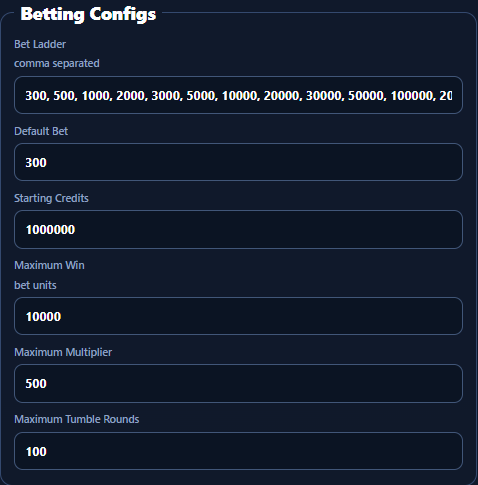 Betting Configs
Bet Ladder
comma separated
300, 500, 1000, 2000, 3000, 5000, 10000, 20000, 30000, 50000, 100000, 20
Default Bet
300
Starting Credits
1000000
Maximum Win
bet units
10000
Maximum Multiplier
500
Maximum Tumble Rounds
100